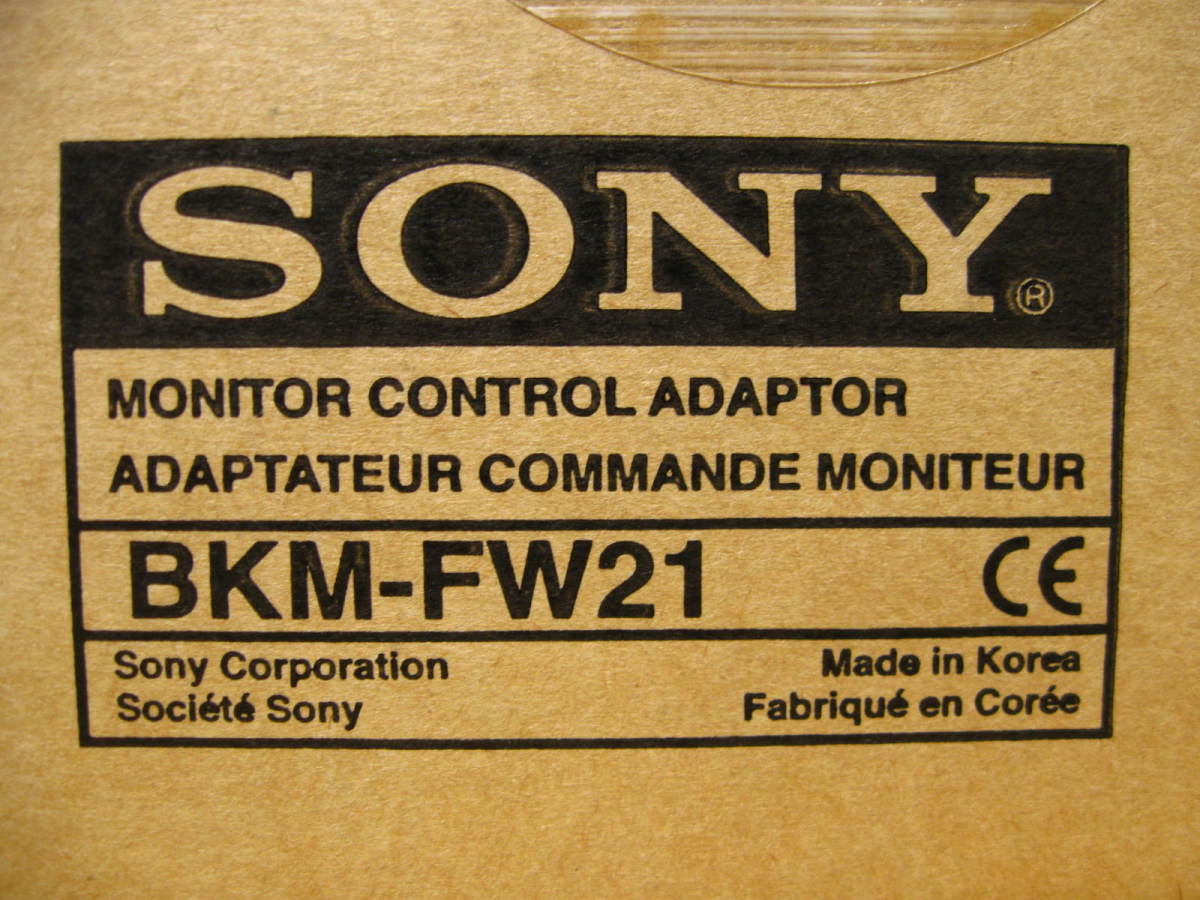 SONY®
MONITOR CONTROL ADAPTOR
ADAPTATEUR COMMANDE MONITEUR
BKM-FW21 CE
Sony Corporation Made in Korea
Société Sony Fabriqué en Corée